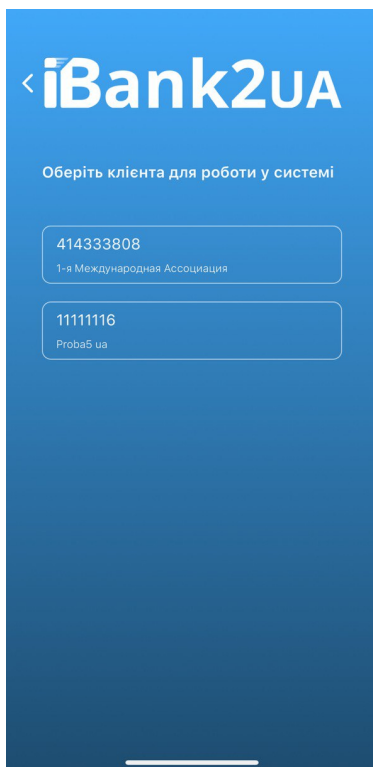 iBank2UA
Оберіть клієнта для роботи у системі
414333808
1-я Международная Ассоциация
11111116
Proba5 ua